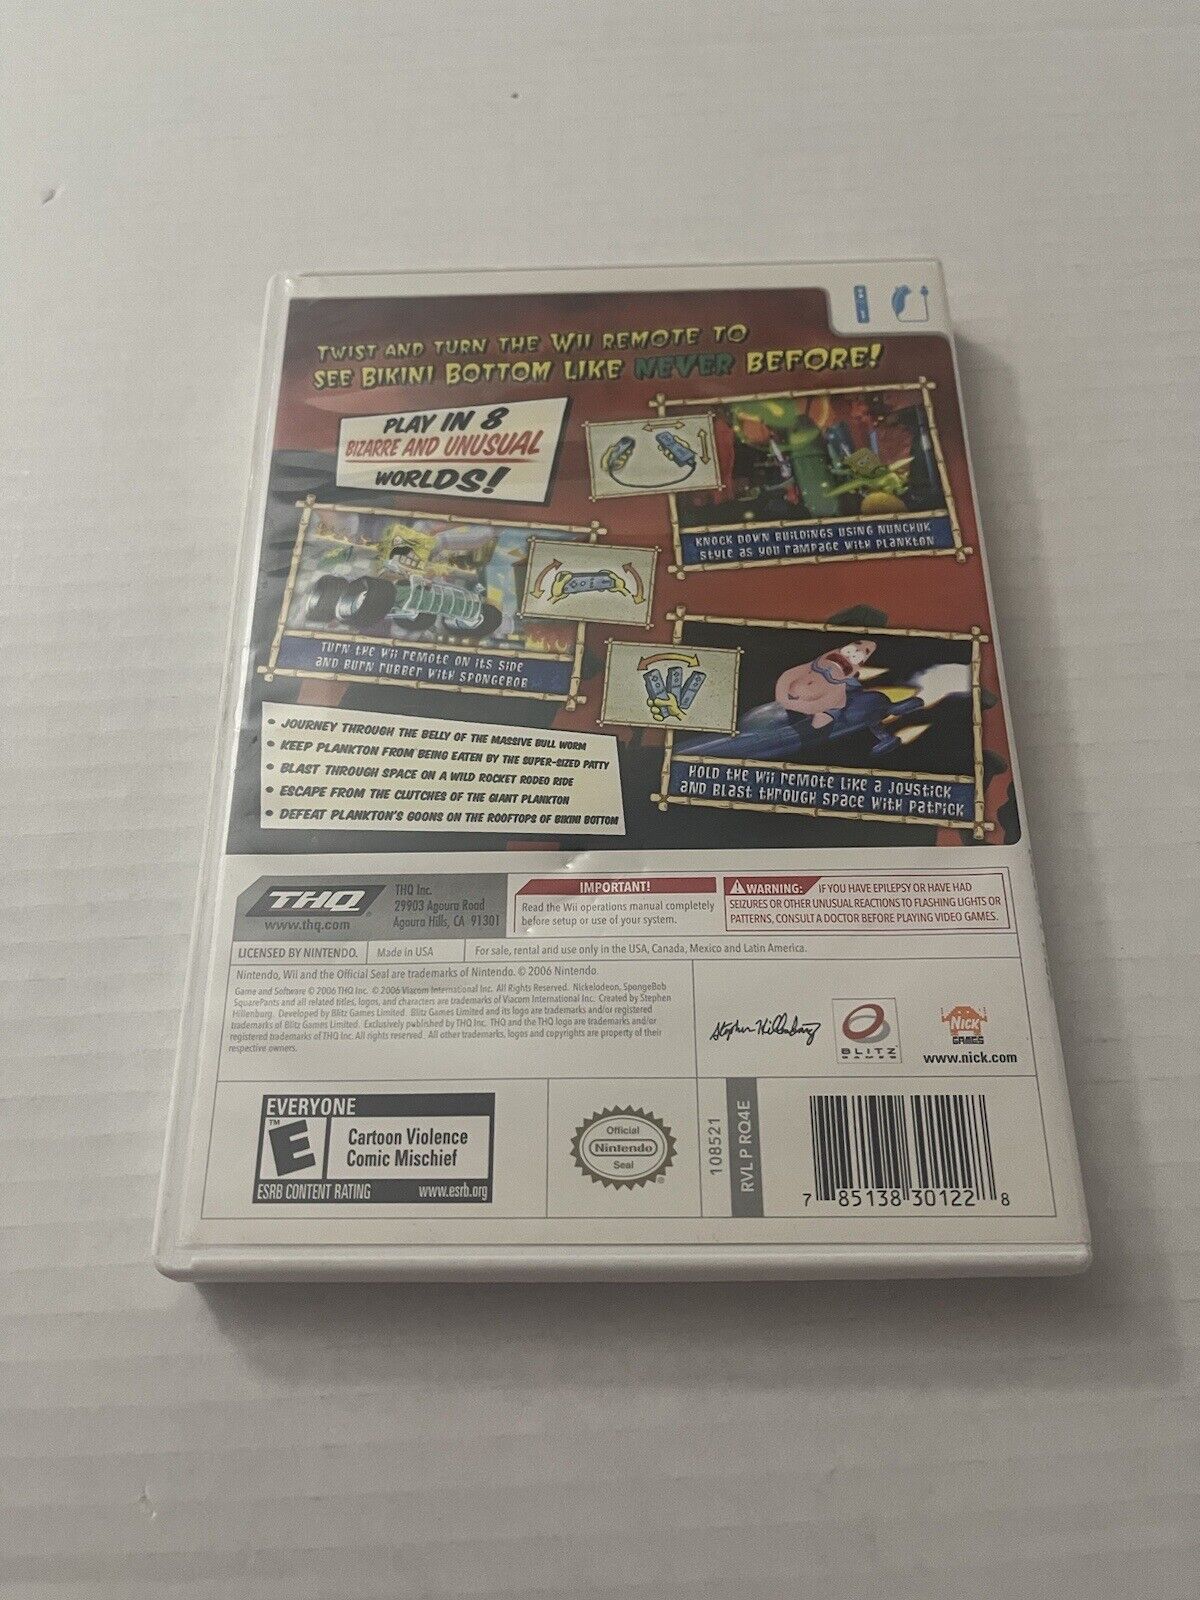 TWIST AND TURN THE Wii REMOTE TO
SEE BIKINI BOTTOM LIKE NEVER BEFORE!
PLAY IN 8
BIZARRE AND UNUSUAL
WORLDS!
KNOCK DOWN BUILDINGS USING NUNCHUK
STYLE AS YOU RAMPAGE WITH PLANKTON
TURN THE Wii REMOTE ON ITS SIDE
AND BURN RUBBER WITH SPONGEBOB
HOLD THE Wii REMOTE LIKE A JOYSTICK
AND BLAST THROUGH SPACE WITH PATRICK
• JOURNEY THROUGH THE BELLY OF THE MASSIVE BULL WORM
• KEEP PLANKTON FROM BEING EATEN BY THE SUPER-SIZED PATTY
• BLAST THROUGH SPACE ON A WILD ROCKET RODEO RIDE
• ESCAPE FROM THE CLUTCHES OF THE GIANT PLANKTON
• DEFEAT PLANKTON'S GOONS ON THE ROOFTOPS OF BIKINI BOTTOM
THQ®
www.thq.com
THQ Inc.
29903 Agoura Road
Agoura Hills, CA 91301
IMPORTANT!
Read the Wii operations manual completely
before setup or use of your system.
WARNING: IF YOU HAVE EPILEPSY OR HAVE HAD
SEIZURES OR OTHER UNUSUAL REACTIONS TO FLASHING LIGHTS OR
PATTERNS, CONSULT A DOCTOR BEFORE PLAYING VIDEO GAMES.
LICENSED BY NINTENDO.
Made in USA
For sale, rental and use only in the USA, Canada, Mexico and Latin America.
Nintendo, Wii and the Official Seal are trademarks of Nintendo. © 2006 Nintendo.
Game and Software © 2006 THQ Inc. © 2006 Viacom International Inc. All Rights Reserved. Nickelodeon, SpongeBob
SquarePants and all related titles, logos, and characters are trademarks of Viacom International Inc. Created by Stephen
Hillenburg. Developed by Blitz Games Limited. Blitz Games Limited and its logo are trademarks and/or registered
trademarks of Blitz Games Limited. Exclusively published by THQ Inc. THQ and the THQ logo are trademarks and/or
registered trademarks of THQ Inc. All rights reserved. All other trademarks, logos and copyrights are property of their
respective owners.
Stephen Hillenburg
BLITZ
GAMES
NICK
GAMES
www.nick.com
EVERYONE
E
TM
Cartoon Violence
Comic Mischief
ESRB CONTENT RATING www.esrb.org
Official
Nintendo
Seal
®
108521
RVL P RQ4E
7 85138 30122 8